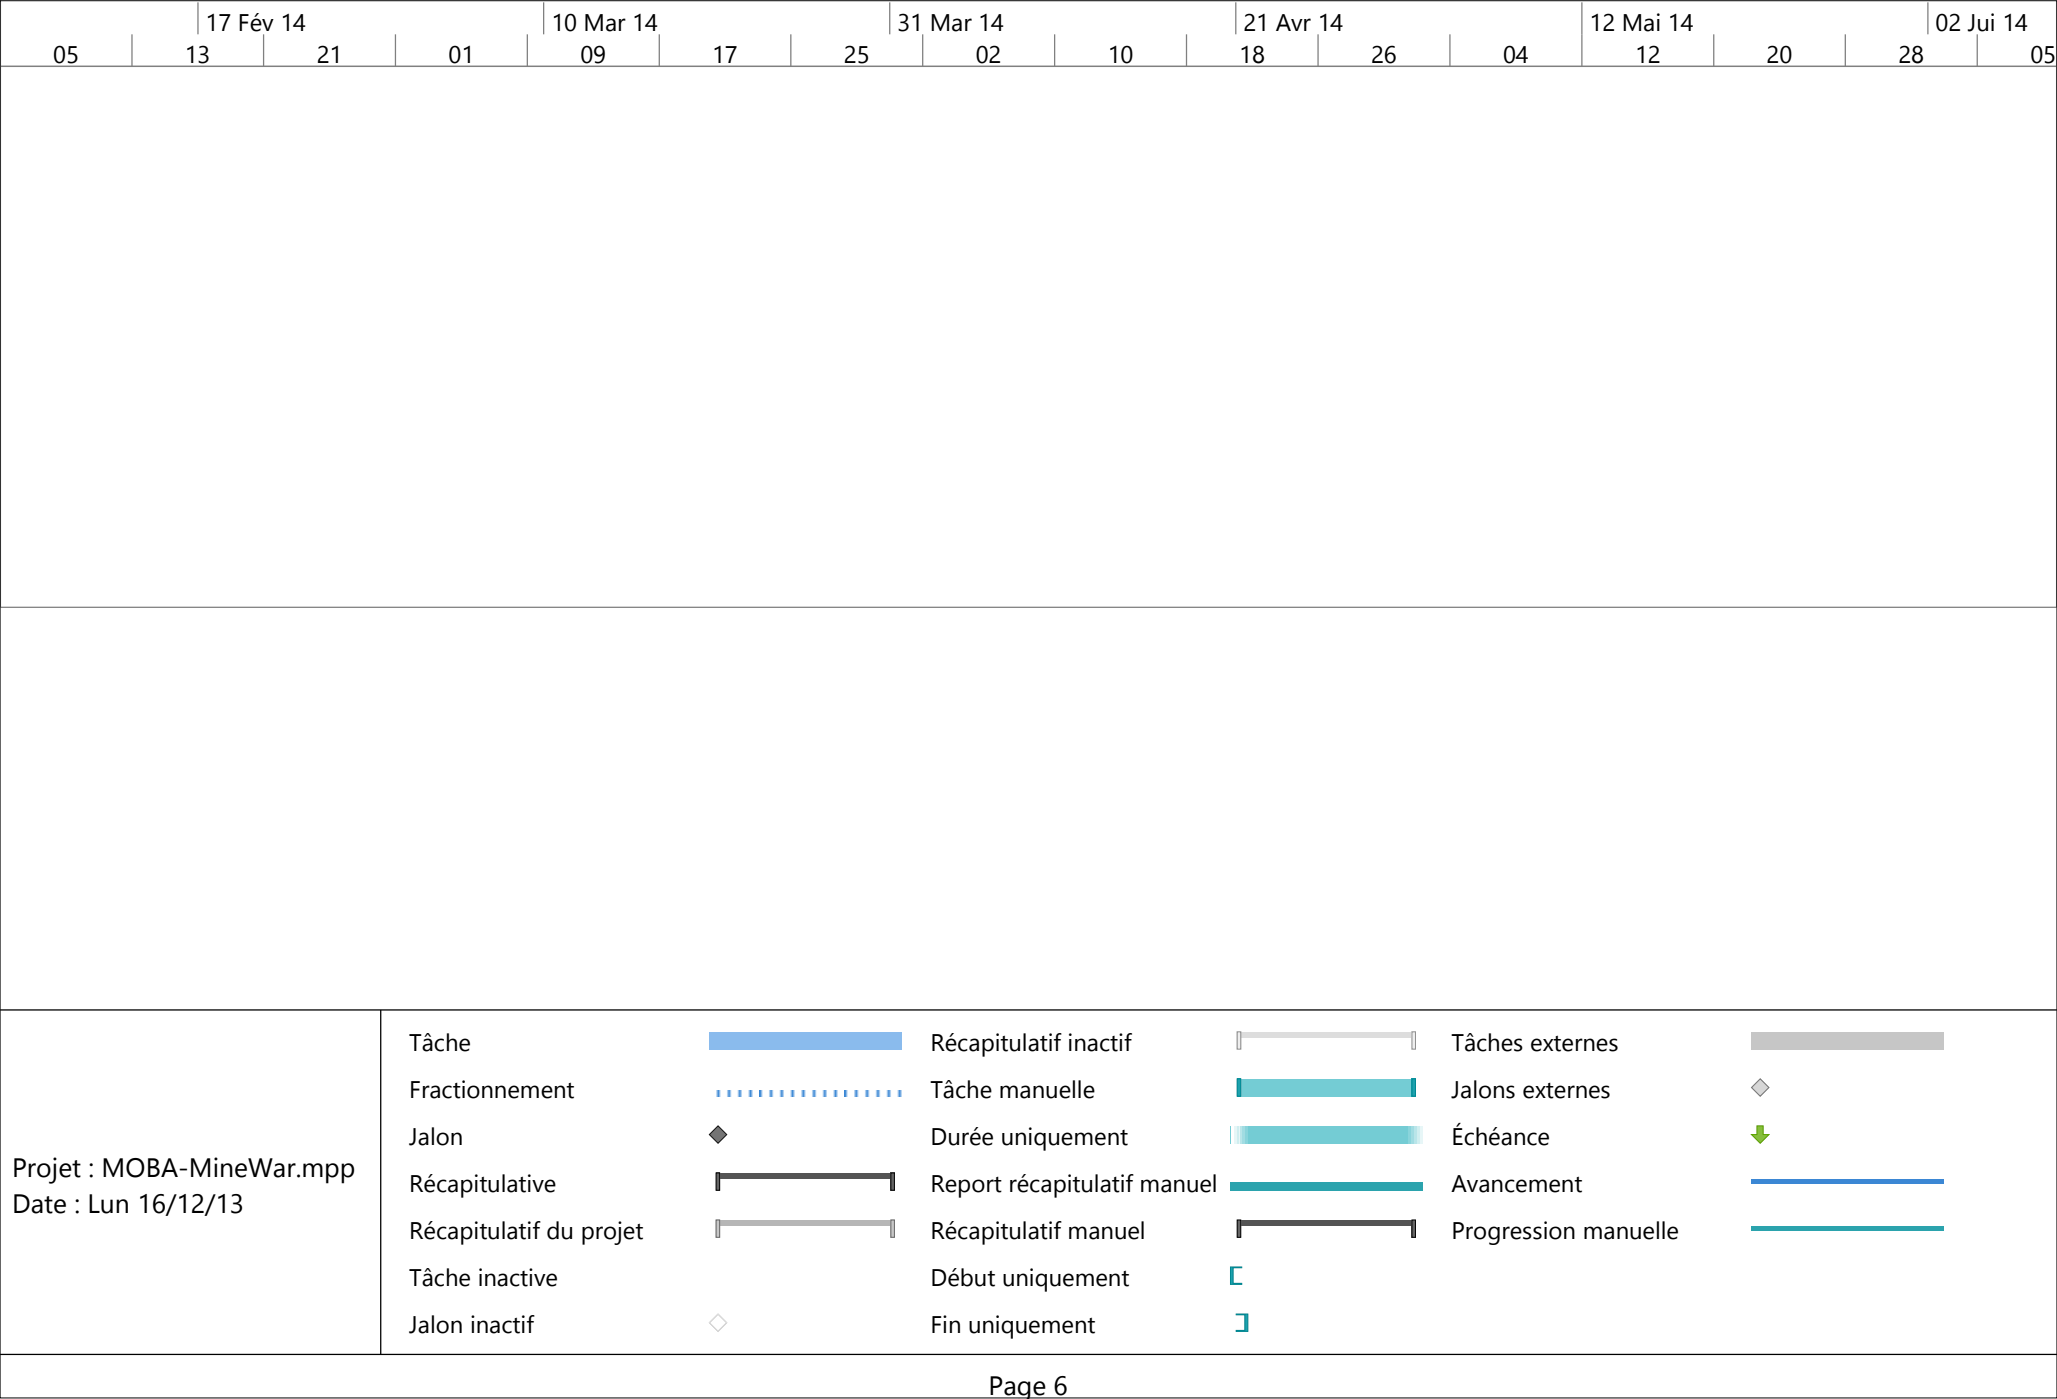 17 Fév 14 10 Mar 14 31 Mar 14 21 Avr 14 12 Mai 14 02 Jui 14
05 13 21 01 09 17 25 02 10 18 26 04 12 20 28 05
Projet : MOBA-MineWar.mpp
Date : Lun 16/12/13
Tâche
Fractionnement
Jalon
Récapitulative
Récapitulatif du projet
Tâche inactive
Jalon inactif
Récapitulatif inactif
Tâche manuelle
Durée uniquement
Report récapitulatif manuel
Récapitulatif manuel
Début uniquement
Fin uniquement
Tâches externes
Jalons externes
Échéance
Avancement
Progression manuelle
Page 6